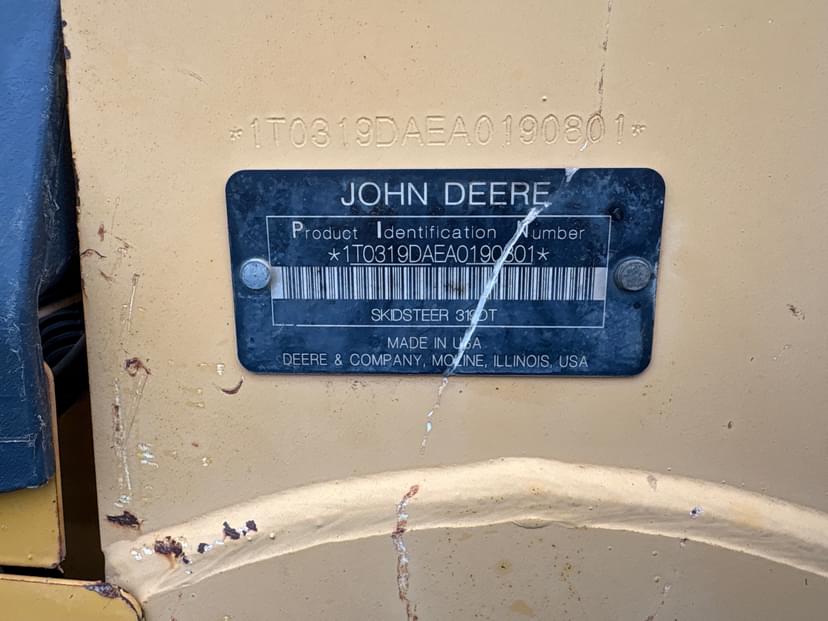 *1T0319DAEA0190801*
JOHN DEERE
Product Identification Number
*1T0319DAEA0190801*
SKIDSTEER 319DT
MADE IN USA
DEERE & COMPANY, MOLINE, ILLINOIS, USA